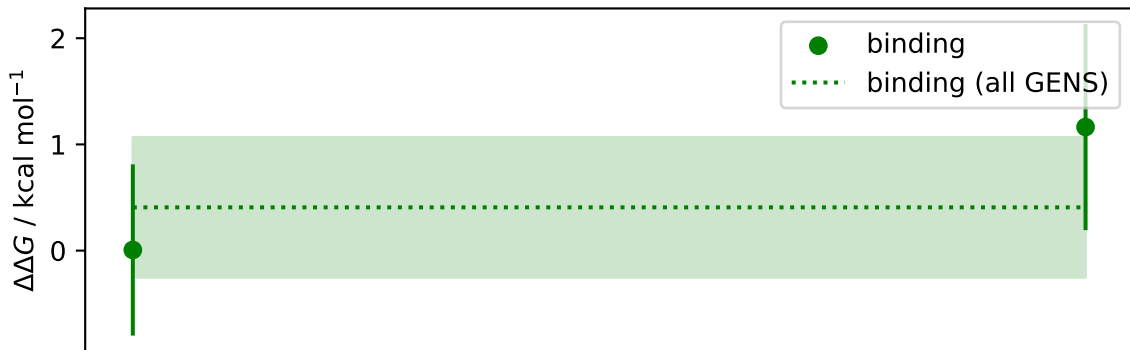 2
1
0
ΔΔG / kcal mol⁻¹
binding
binding (all GENS)